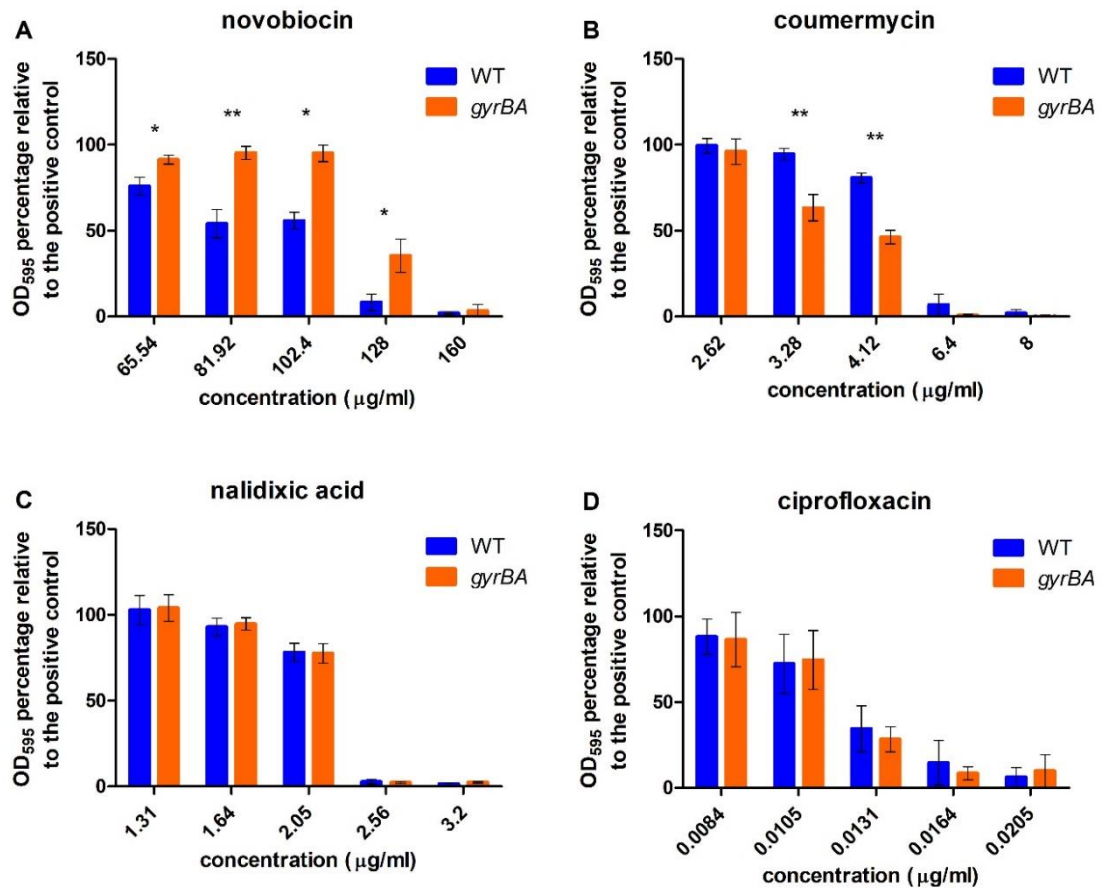 A
novobiocin
OD595 percentage relative
to the positive control
150
100
50
0
WT
gyrBA
*
**
*
*
65.54
81.92
102.4
128
160
concentration (μg/ml)
B
coumermycin
OD595 percentage relative
to the positive control
150
100
50
0
WT
gyrBA
**
**
2.62
3.28
4.12
6.4
8
concentration (μg/ml)
C
nalidixic acid
OD595 percentage relative
to the positive control
150
100
50
0
WT
gyrBA
1.31
1.64
2.05
2.56
3.2
concentration (μg/ml)
D
ciprofloxacin
OD595 percentage relative
to the positive control
150
100
50
0
WT
gyrBA
0.0084
0.0105
0.0131
0.0164
0.0205
concentration (μg/ml)